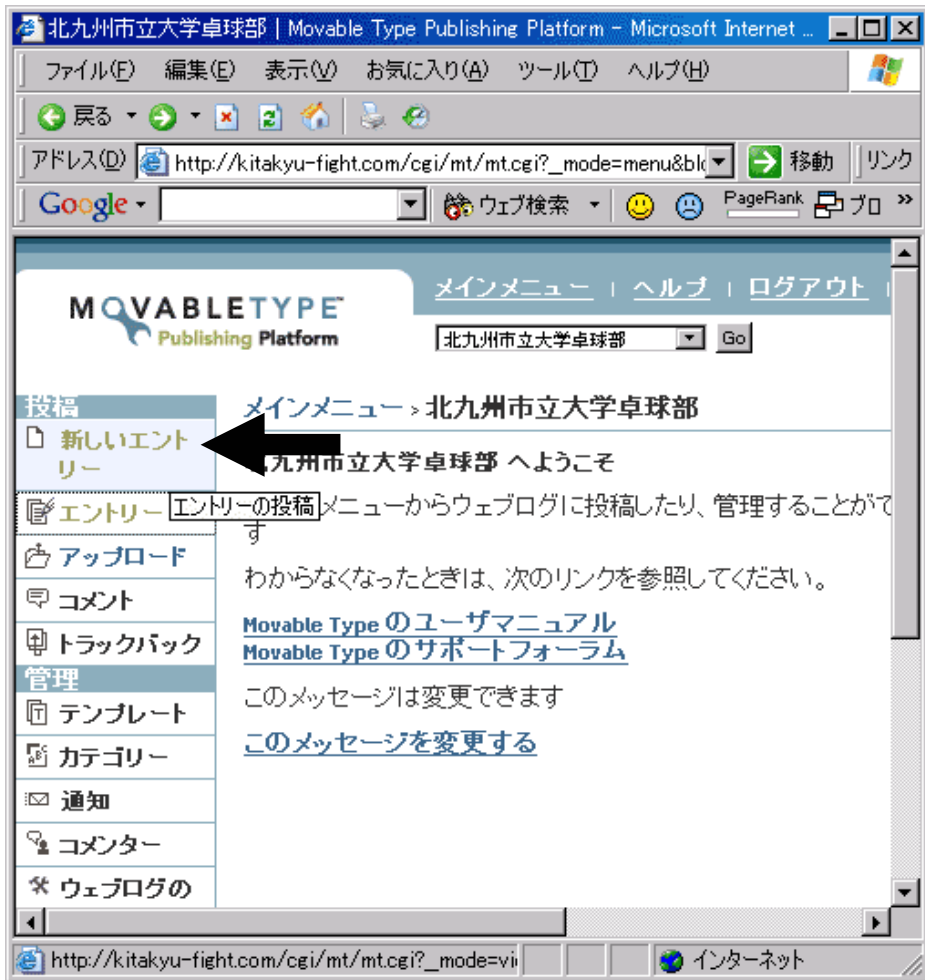 北九州市立大学卓球部 | Movable Type Publishing Platform - Microsoft Internet ...
ファイル(F) 編集(E) 表示(V) お気に入り(A) ツール(T) ヘルプ(H)
戻る
アドレス(D) http://kitakyu-fight.com/cgi/mt/mt.cgi?_mode=menu&blo 移動 リンク
Google ウェブ検索 PageRank ブロ »
メインメニュー | ヘルプ | ログアウト |
MOVABLETYPE™
Publishing Platform
北九州市立大学卓球部 Go
投稿
メインメニュー > 北九州市立大学卓球部
新しいエント
リー
九州市立大学卓球部 へようこそ
エントリー
エントリーの投稿
メニューからウェブログに投稿したり、管理することがで
す
アップロード
わからなくなったときは、次のリンクを参照してください。
コメント
Movable Type のユーザマニュアル
トラックバック
Movable Type のサポートフォーラム
管理
このメッセージは変更できます
テンプレート
このメッセージを変更する
カテゴリー
通知
コメンター
ウェブログの
http://kitakyu-fight.com/cgi/mt/mt.cgi?_mode=vi インターネット